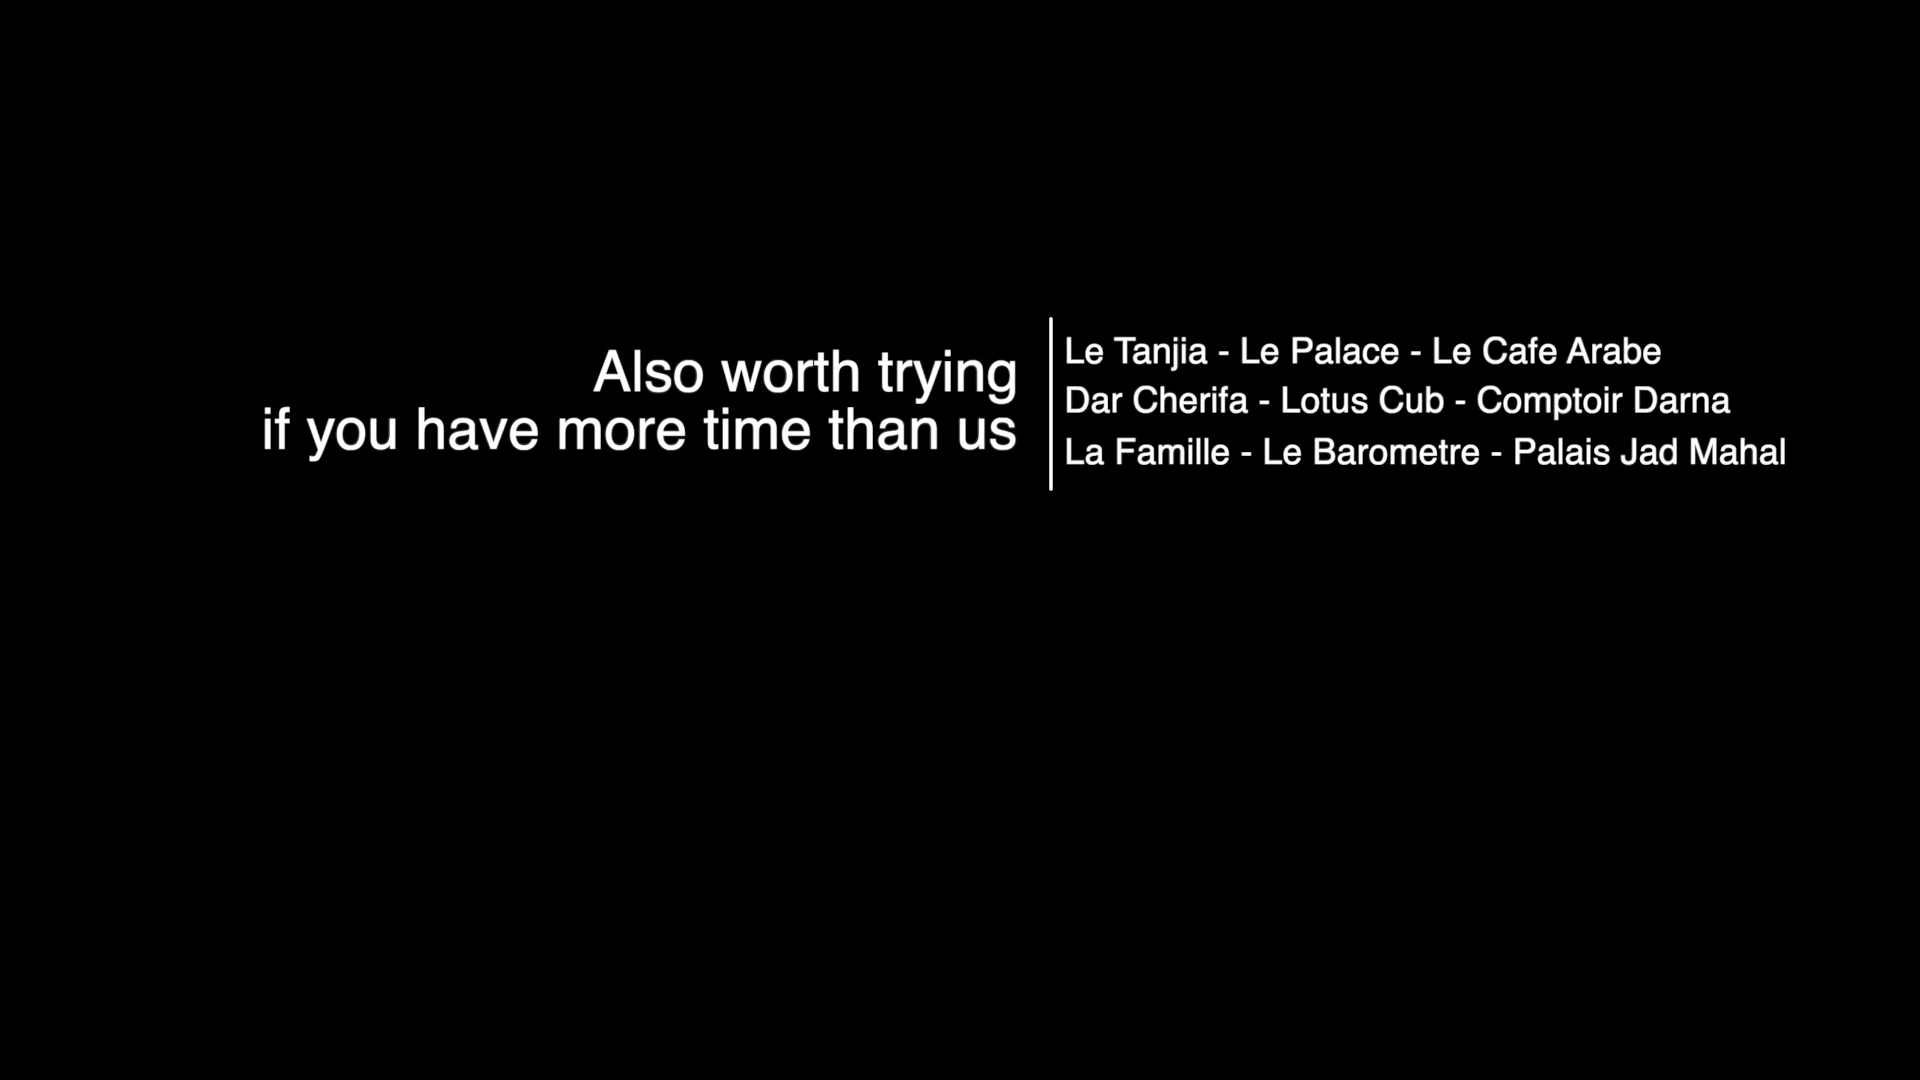 Also worth trying
if you have more time than us
Le Tanjia - Le Palace - Le Cafe Arabe
Dar Cherifa - Lotus Cub - Comptoir Darna
La Famille - Le Barometre - Palais Jad Mahal